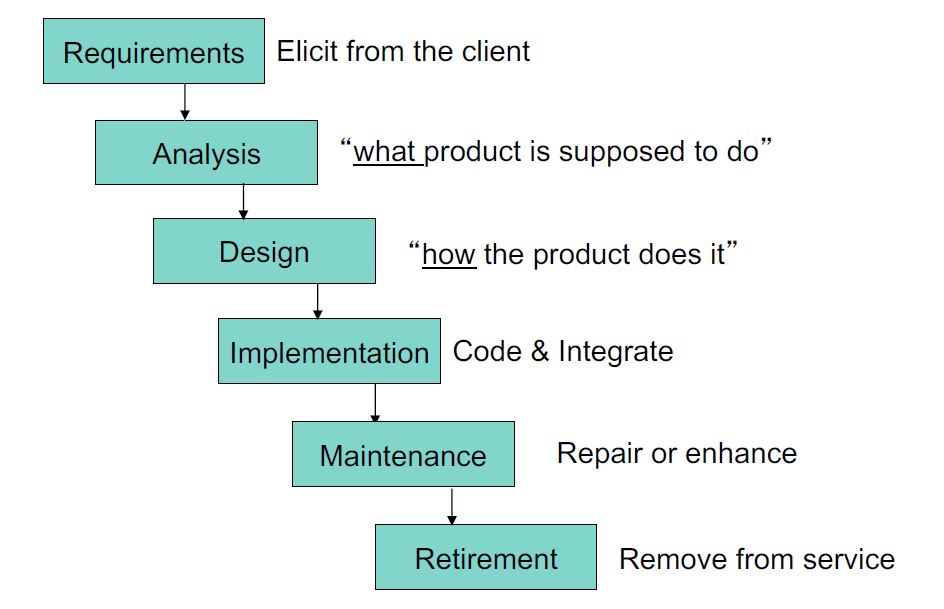 Requirements Elicit from the client
Analysis “what product is supposed to do”
Design “how the product does it”
Implementation Code & Integrate
Maintenance Repair or enhance
Retirement Remove from service